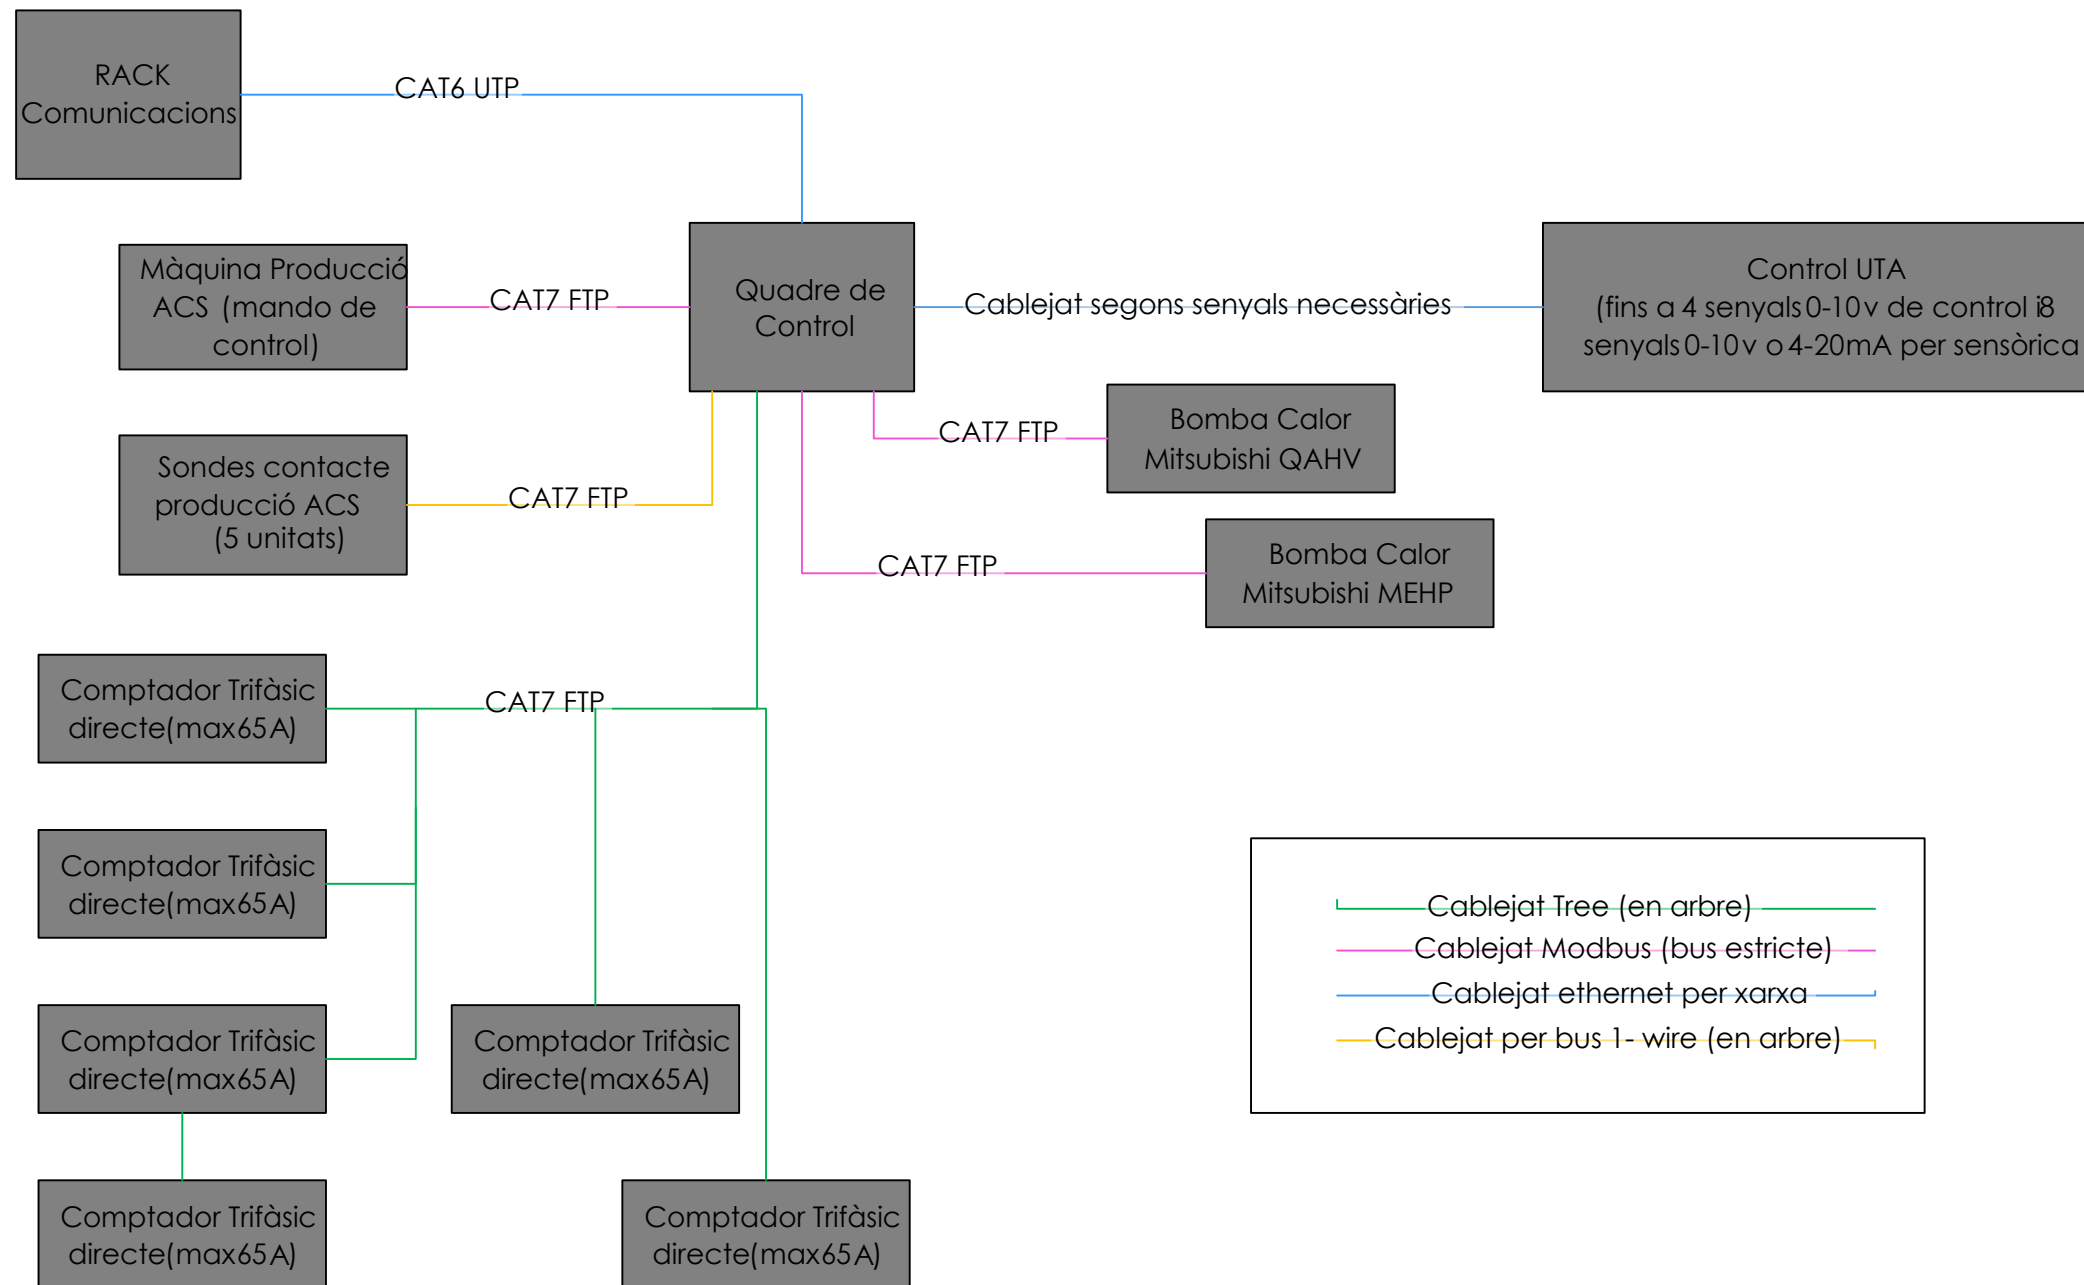 RACK
Comunicacions
CAT6 UTP
Màquina Producció
ACS (mando de
control)
CAT7 FTP
Quadre de
Control
Cablejat segons senyals necessàries
Control UTA
(fins a 4 senyals 0-10v de control i8
senyals 0-10v o 4-20mA per sensòrica
CAT7 FTP
Bomba Calor
Mitsubishi QAHV
Sondes contacte
producció ACS
(5 unitats)
CAT7 FTP
CAT7 FTP
Bomba Calor
Mitsubishi MEHP
Comptador Trifàsic
directe(max65A)
CAT7 FTP
Comptador Trifàsic
directe(max65A)
Cablejat Tree (en arbre)
Cablejat Modbus (bus estricte)
Cablejat ethernet per xarxa
Cablejat per bus 1- wire (en arbre)
Comptador Trifàsic
directe(max65A)
Comptador Trifàsic
directe(max65A)
Comptador Trifàsic
directe(max65A)
Comptador Trifàsic
directe(max65A)